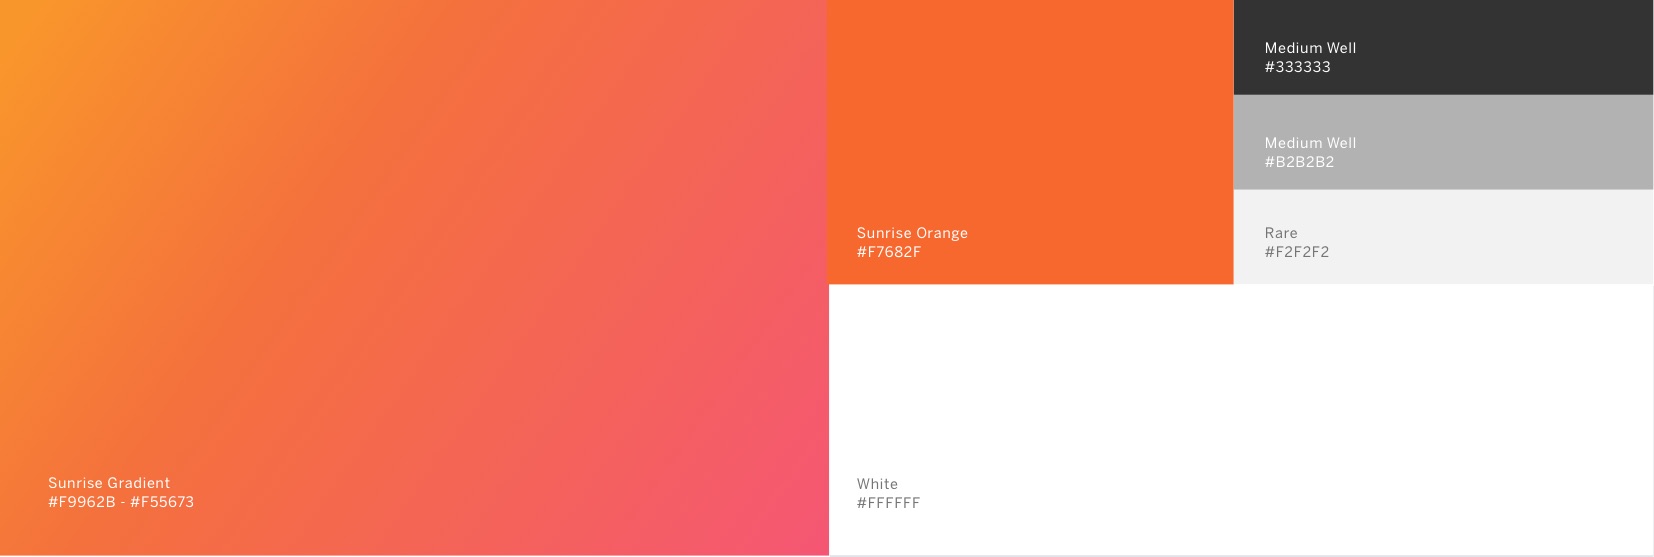 Sunrise Gradient
#F9962B - #F55673
Sunrise Orange
#F7682F
Medium Well
#333333
Medium Well
#B2B2B2
Rare
#F2F2F2
White
#FFFFFF